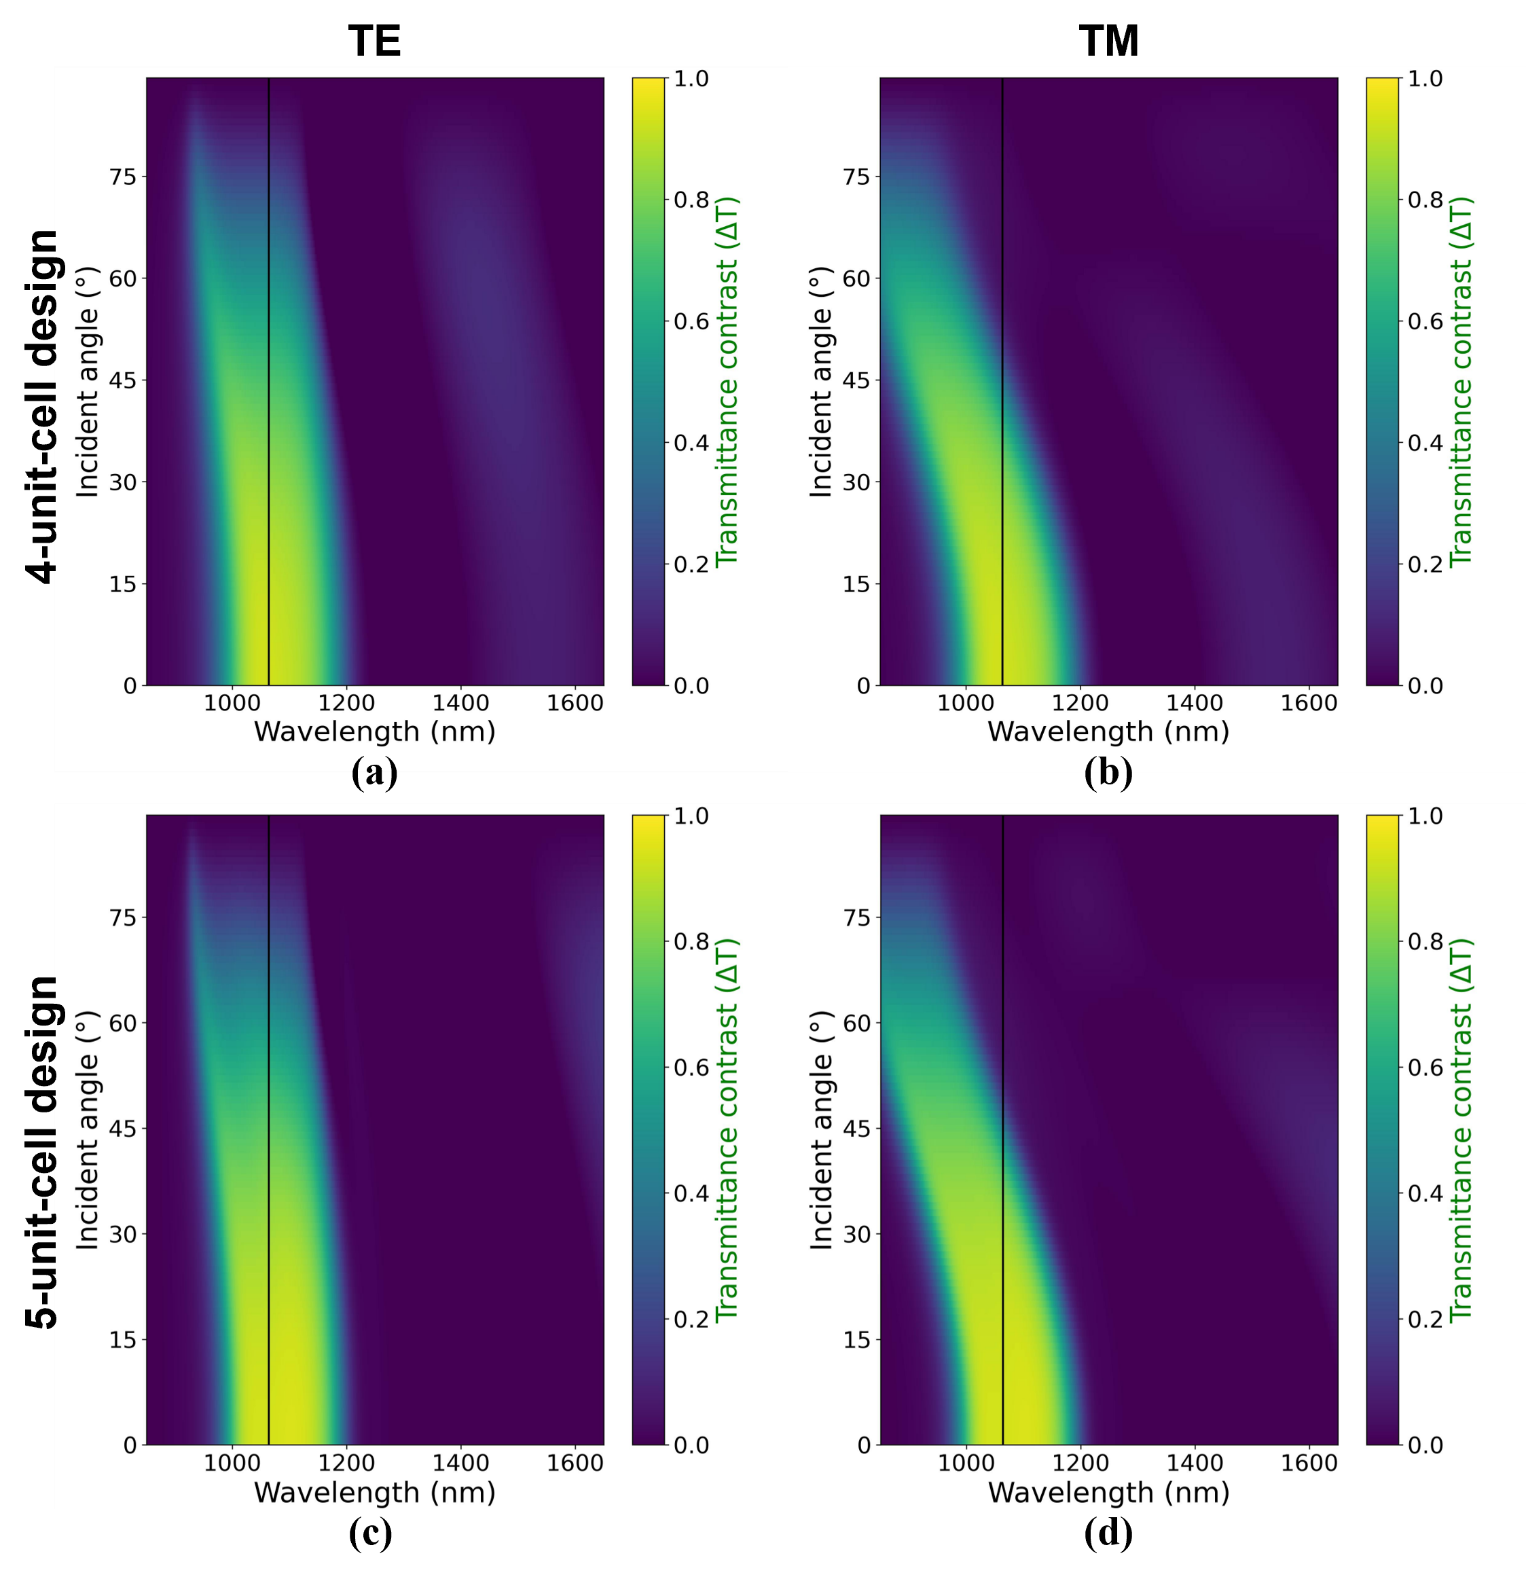 TE
TM
4-unit-cell design
Incident angle (°)
75
60
45
30
15
0
1000 1200 1400 1600
Wavelength (nm)
1.0
0.8
0.6
0.4
0.2
0.0
Transmittance contrast (ΔT)
(a)
Incident angle (°)
75
60
45
30
15
0
1000 1200 1400 1600
Wavelength (nm)
1.0
0.8
0.6
0.4
0.2
0.0
Transmittance contrast (ΔT)
(b)
5-unit-cell design
Incident angle (°)
75
60
45
30
15
0
1000 1200 1400 1600
Wavelength (nm)
1.0
0.8
0.6
0.4
0.2
0.0
Transmittance contrast (ΔT)
(c)
Incident angle (°)
75
60
45
30
15
0
1000 1200 1400 1600
Wavelength (nm)
1.0
0.8
0.6
0.4
0.2
0.0
Transmittance contrast (ΔT)
(d)